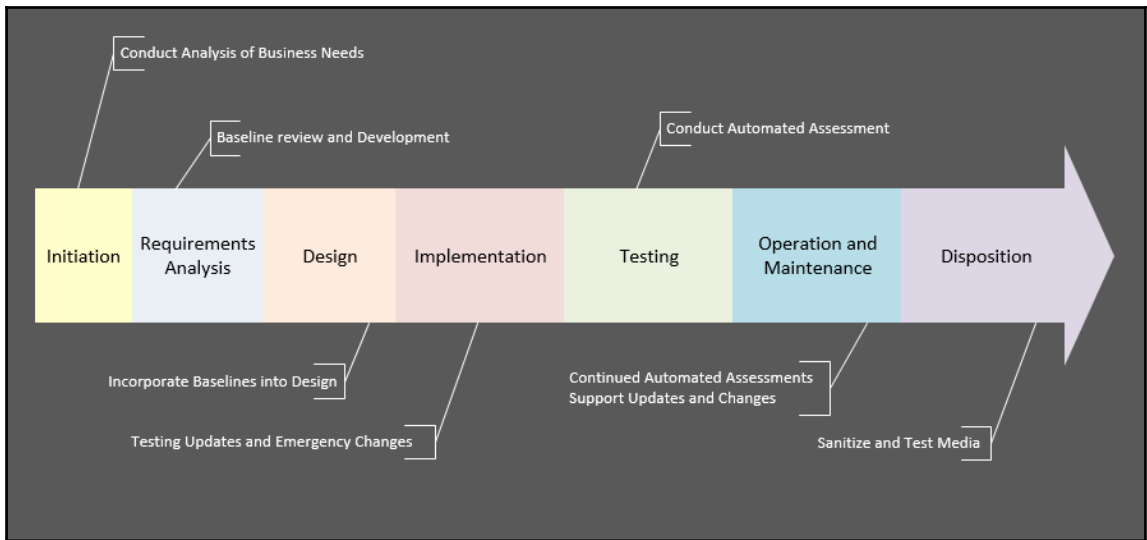 Conduct Analysis of Business Needs
Baseline review and Development
Conduct Automated Assessment
Initiation
Requirements
Analysis
Design
Implementation
Testing
Operation and
Maintenance
Disposition
Incorporate Baselines into Design
Testing Updates and Emergency Changes
Continued Automated Assessments
Support Updates and Changes
Sanitize and Test Media